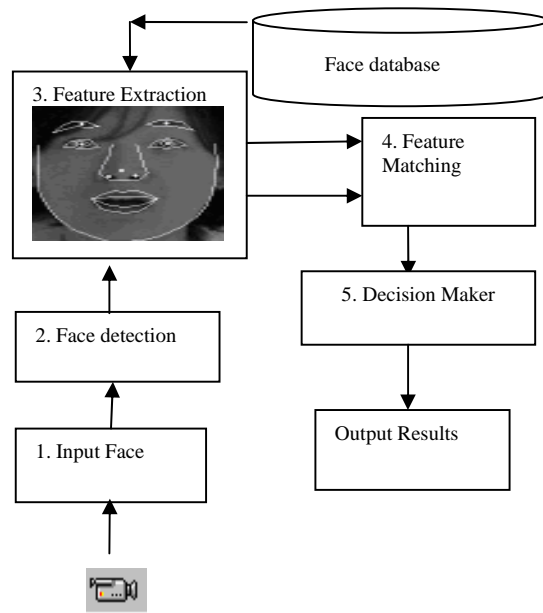 Face database
3. Feature Extraction
4. Feature
Matching
5. Decision Maker
2. Face detection
Output Results
1. Input Face